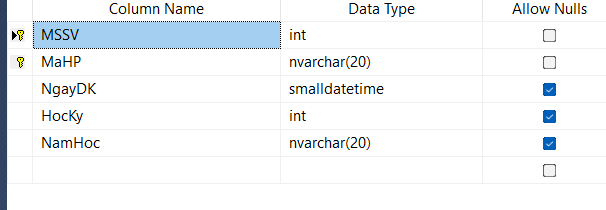 Column Name Data Type Allow Nulls
MSSV int
MaHP nvarchar(20)
NgayDK smalldatetime
HocKy int
NamHoc nvarchar(20)